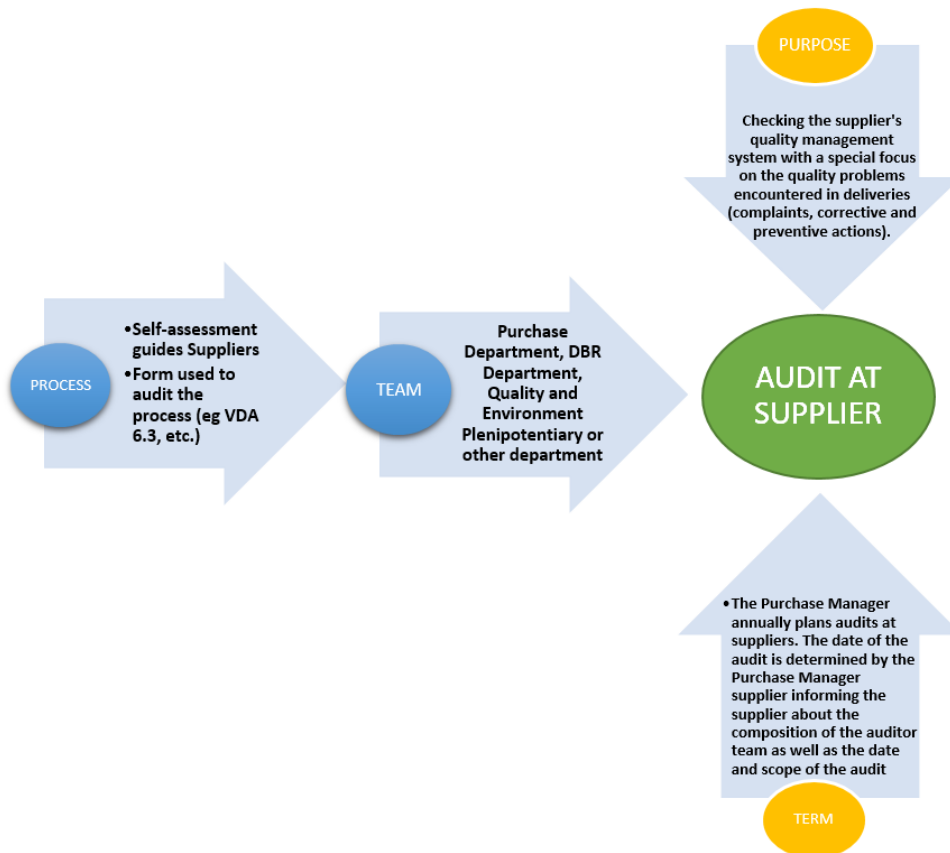 PURPOSE
Checking the supplier's
quality management
system with a special focus
on the quality problems
encountered in deliveries
(complaints, corrective and
preventive actions).
PROCESS
•Self-assessment
guides Suppliers
•Form used to
audit the
process (eg VDA
6.3, etc.)
TEAM
Purchase
Department, DBR
Department,
Quality and
Environment
Plenipotentiary or
other department
AUDIT AT
SUPPLIER
•The Purchase Manager
annually plans audits at
suppliers. The date of the
audit is determined by the
Purchase Manager
supplier informing the
supplier about the
composition of the auditor
team as well as the date
and scope of the audit
TERM